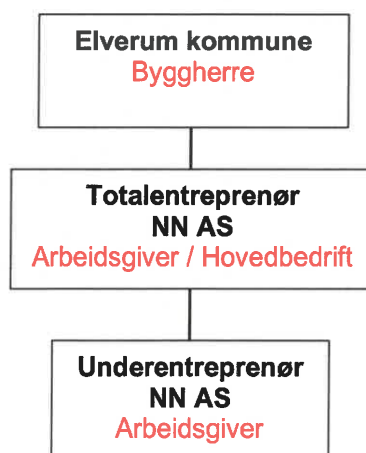 Elverum kommune
Byggherre
Totalentreprenør
NN AS
Arbeidsgiver / Hovedbedrift
Underentreprenør
NN AS
Arbeidsgiver